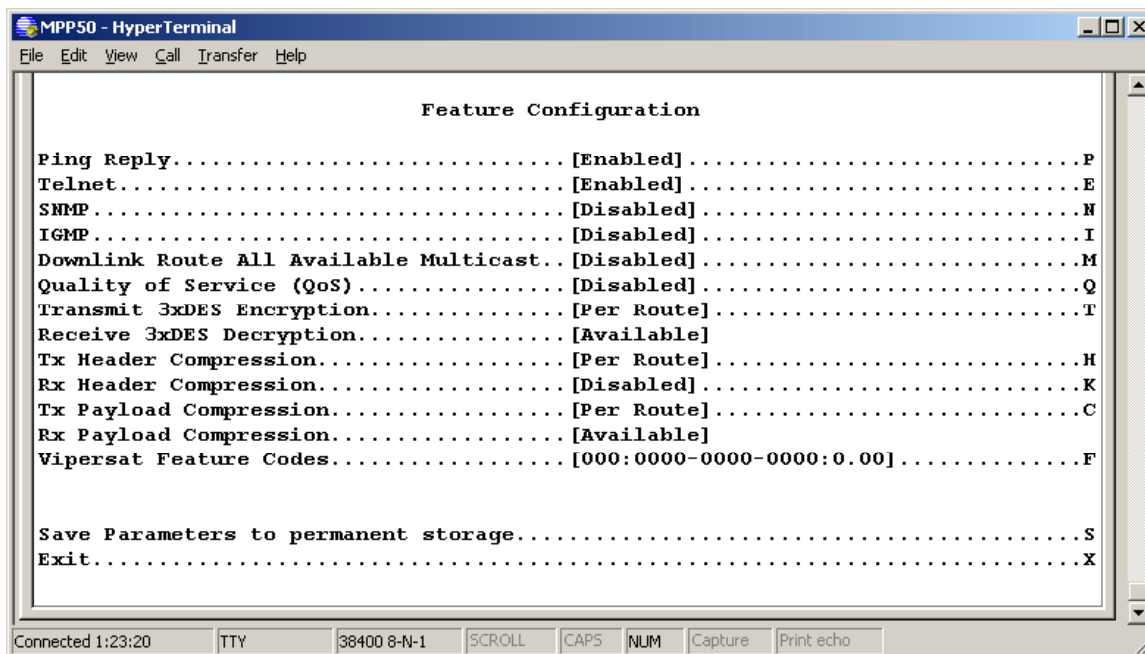 MPP50 - HyperTerminal
File Edit View Call Transfer Help
Feature Configuration
Ping Reply..............................[Enabled]..............................P
Telnet..................................[Enabled]..............................E
SNMP....................................[Disabled].............................N
IGMP....................................[Disabled].............................I
Downlink Route All Available Multicast..[Disabled].............................M
Quality of Service (QoS)................[Disabled].............................Q
Transmit 3xDES Encryption...............[Per Route]............................T
Receive 3xDES Decryption................[Available]
Tx Header Compression...................[Per Route]............................H
Rx Header Compression...................[Disabled].............................K
Tx Payload Compression..................[Per Route]............................C
Rx Payload Compression..................[Available]
Vipersat Feature Codes..................[000:0000-0000-0000:0.00]..............F
Save Parameters to permanent storage...........................................S
Exit...........................................................................X
Connected 1:23:20 TTY 38400 8-N-1 SCROLL CAPS NUM Capture Print echo